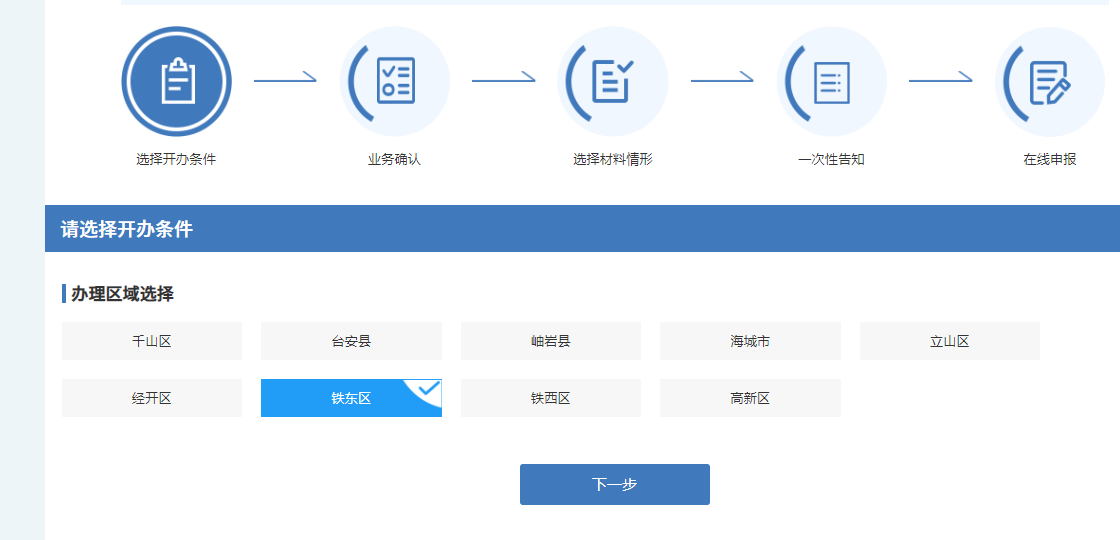 选择开办条件
业务确认
选择材料情形
一次性告知
在线申报
请选择开办条件
办理区域选择
千山区
台安县
岫岩县
海城市
立山区
经开区
铁东区
铁西区
高新区
下一步